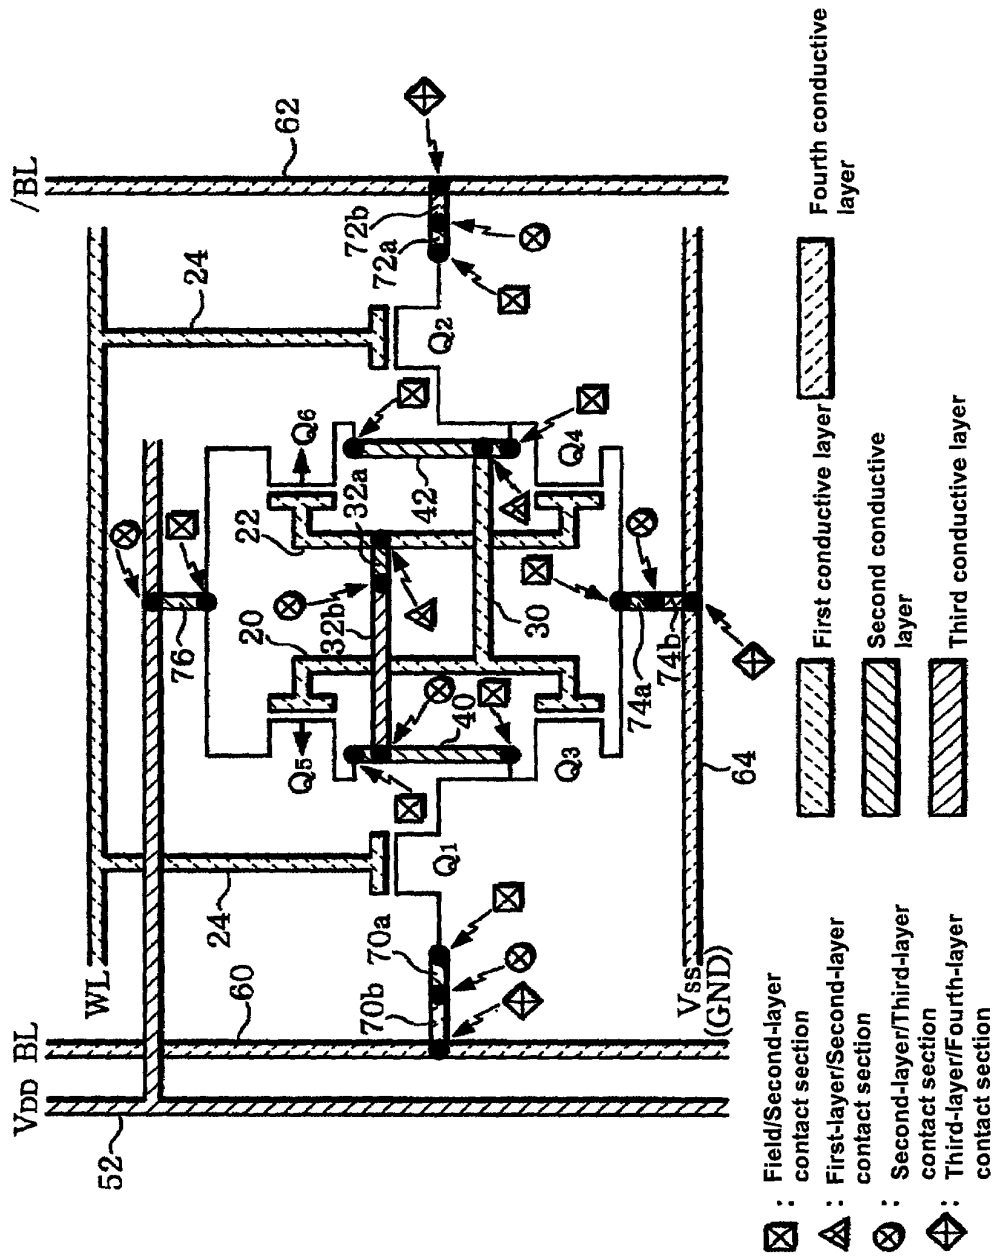 VDD
BL
/BL
52
60
62
WL
24
24
76
20
22
Q5
Q6
32b
32a
42
40
30
Q1
Q2
Q3
Q4
70b
70a
72a
72b
74a
74b
64
VSS
(GND)
: Field/Second-layer
contact section
: First-layer/Second-layer
contact section
: Second-layer/Third-layer
contact section
: Third-layer/Fourth-layer
contact section
First conductive layer
Second conductive
layer
Third conductive layer
Fourth conductive
layer